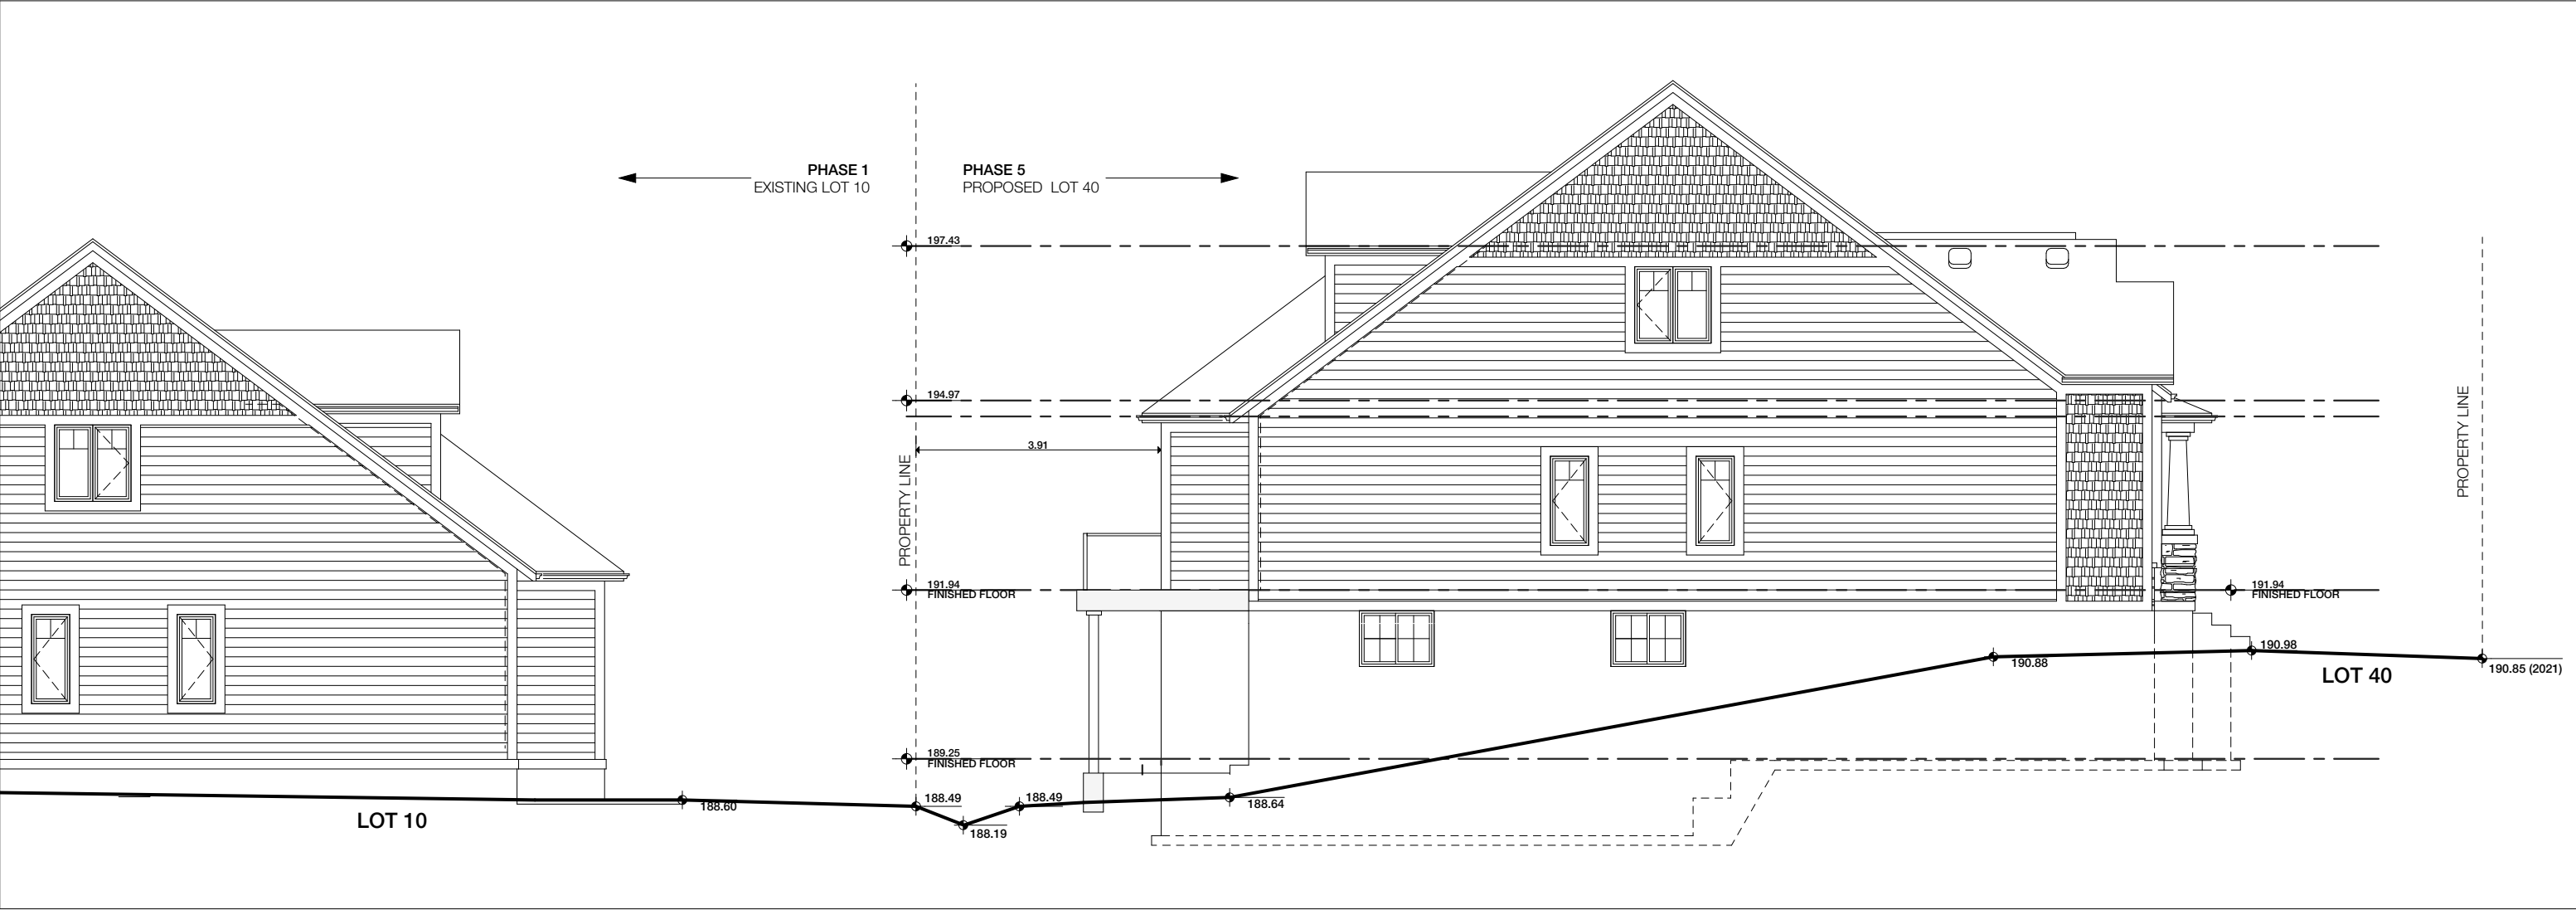 PHASE 1
EXISTING LOT 10
PHASE 5
PROPOSED LOT 40
197.43
194.97
3.91
PROPERTY LINE
PROPERTY LINE
191.94
FINISHED FLOOR
191.94
FINISHED FLOOR
190.98
190.88
190.85 (2021)
LOT 40
189.25
FINISHED FLOOR
188.60
188.49
188.49
188.64
188.19
LOT 10